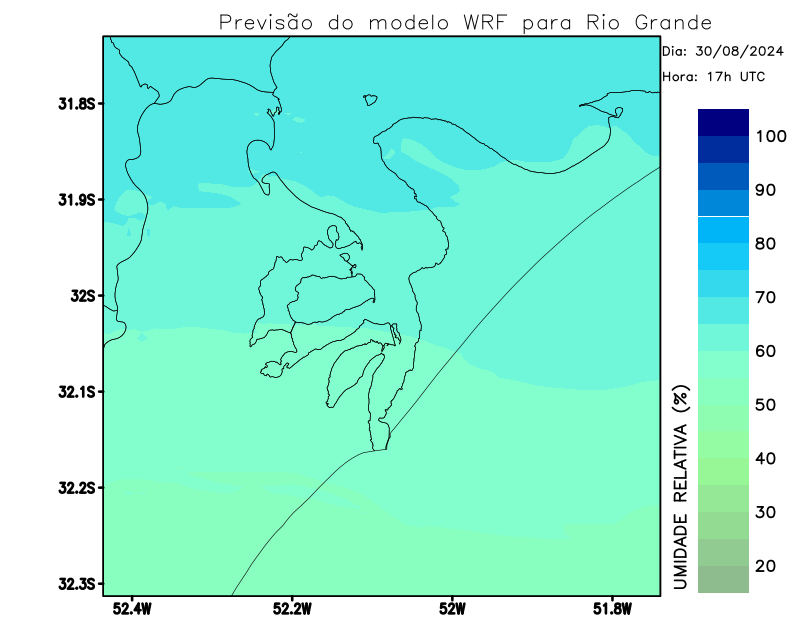 Previsão do modelo WRF para Rio Grande
Dia: 30/08/2024
Hora: 17h UTC
31.8S
31.9S
32S
32.1S
32.2S
32.3S
52.4W
52.2W
52W
51.8W
100
90
80
70
60
50
40
30
20
UMIDADE RELATIVA (%)